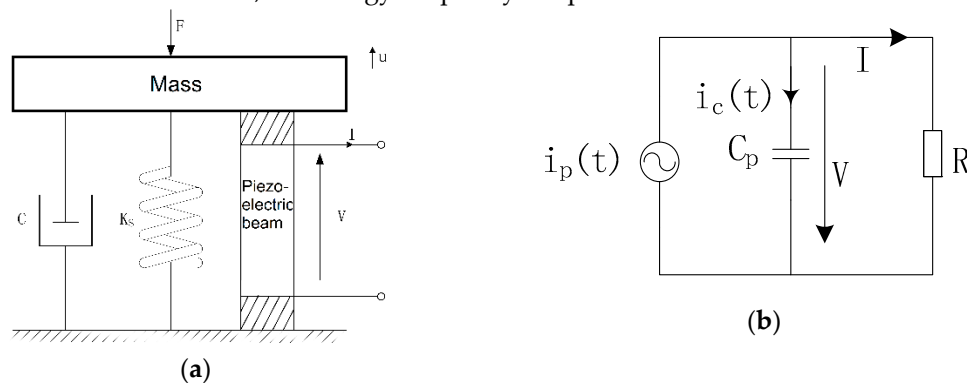 F
u
Mass
I
C
Ks
Piezo-
electric
beam
V
(a)
I
ic(t)
ip(t)
Cp
V
R
(b)